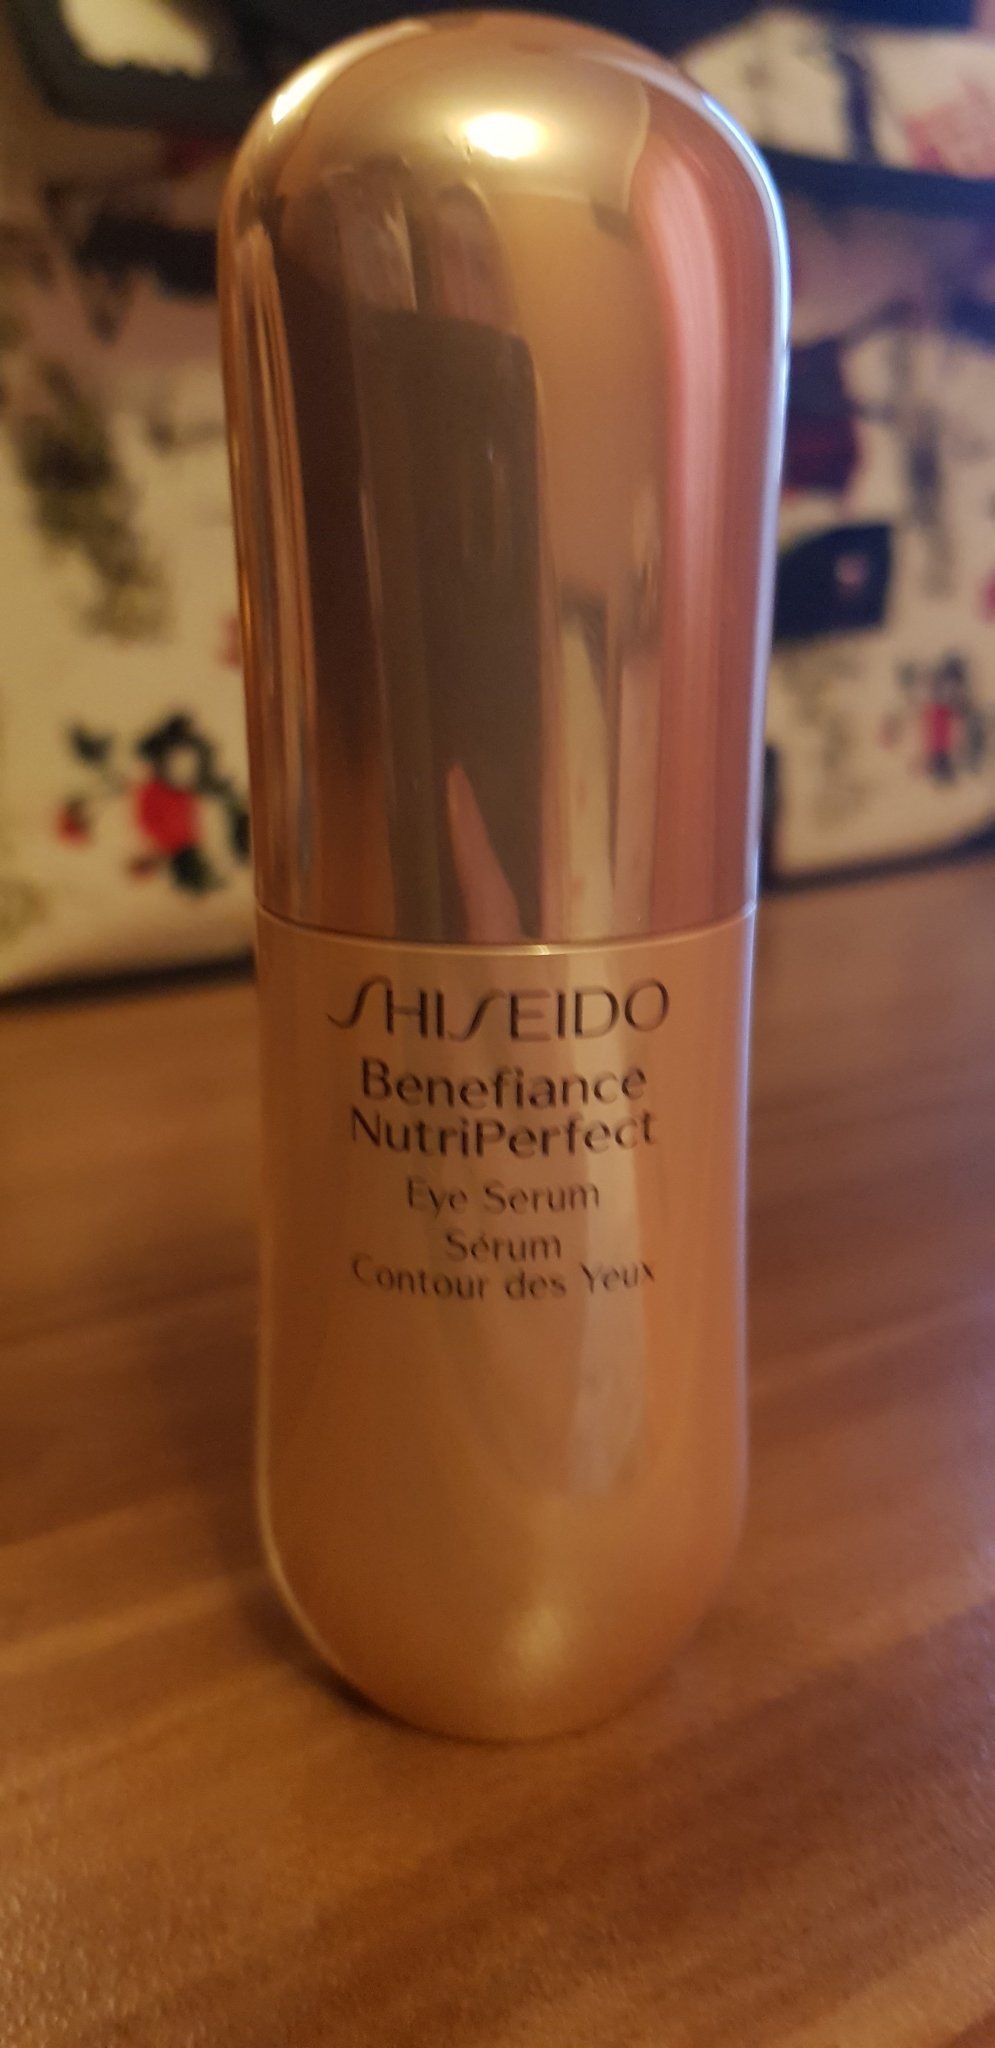 SHISEIDO
Benefiance
NutriPerfect
Eye Serum
Sérum
Contour des Yeux